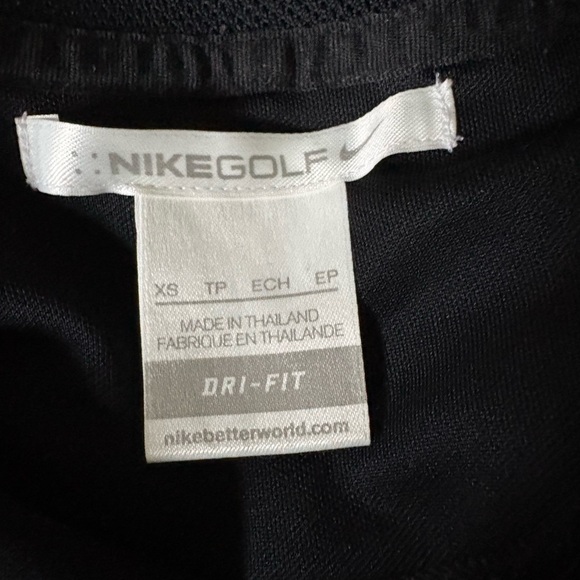 NIKEGOLF
XS TP ECH EP
MADE IN THAILAND
FABRIQUE EN THAILANDE
DRI-FIT
nikebetterworld.com